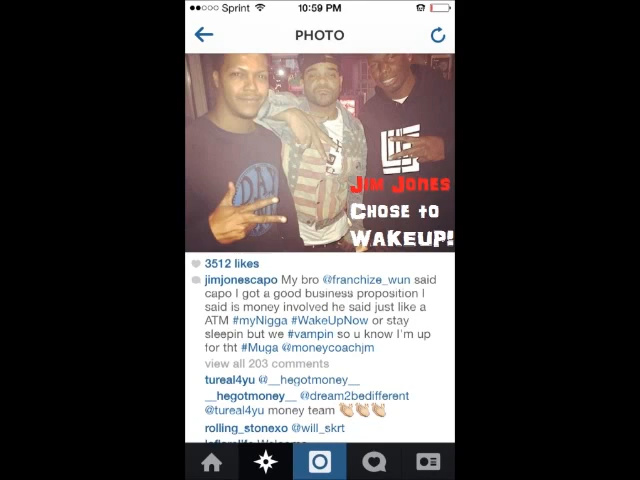 Sprint 10:59 PM
PHOTO
Jim Jones
Chose to
WAKEUP!
3512 likes
jimjonescapo My bro @franchize_wun said
capo I got a good business proposition I
said is money involved he said just like a
ATM #myNigga #WakeUpNow or stay
sleepin but we #vampin so u know I'm up
for tht #Muga @moneycoachjm
view all 203 comments
tureal4yu @__hegotmoney__
__hegotmoney__ @dream2bedifferent
@tureal4yu money team 👏🏼👏🏼👏🏼
rolling_stonexo @will_skrt